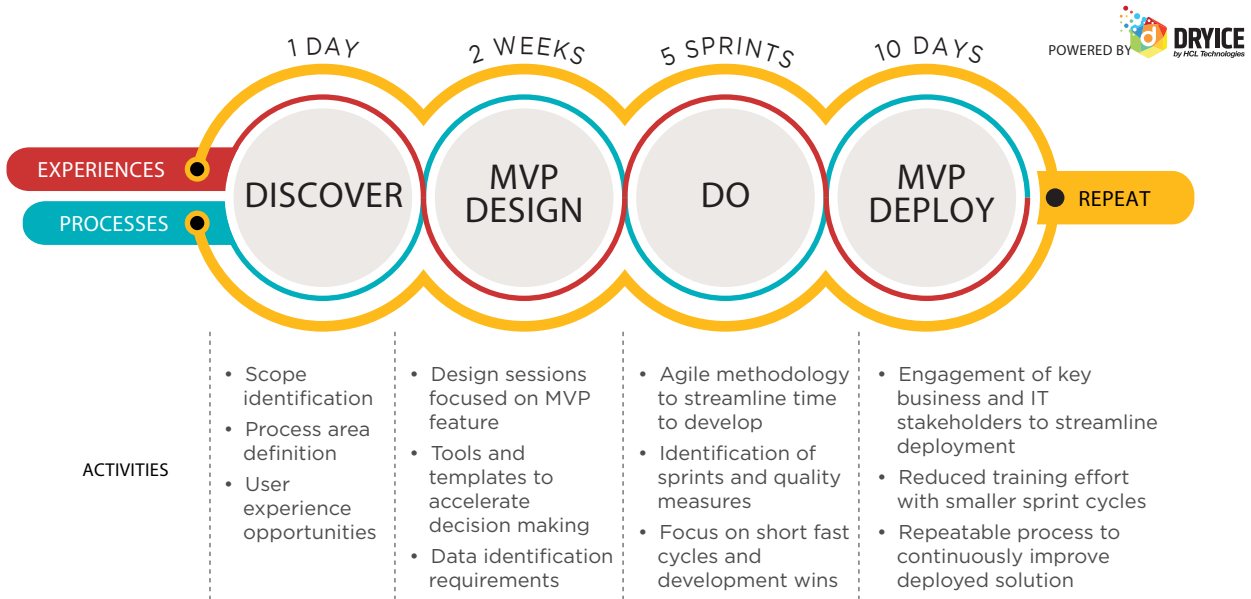 1 DAY
2 WEEKS
5 SPRINTS
10 DAYS
POWERED BY
d
DRYICE
by HCL Technologies
EXPERIENCES
PROCESSES
DISCOVER
MVP
DESIGN
DO
MVP
DEPLOY
REPEAT
ACTIVITIES
• Scope
identification
• Process area
definition
• User
experience
opportunities
• Design sessions
focused on MVP
feature
• Tools and
templates to
accelerate
decision making
• Data identification
requirements
• Agile methodology
to streamline time
to develop
• Identification of
sprints and quality
measures
• Focus on short fast
cycles and
development wins
• Engagement of key
business and IT
stakeholders to streamline
deployment
• Reduced training effort
with smaller sprint cycles
• Repeatable process to
continuously improve
deployed solution